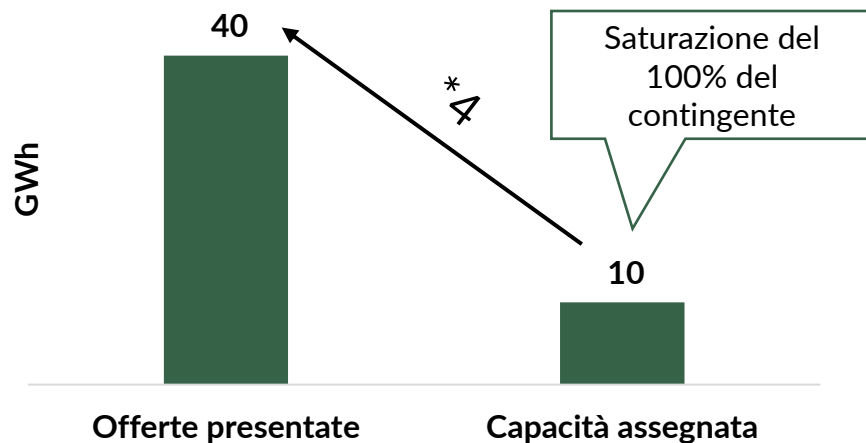 40
Saturazione del
100% del
contingente
*4
GWh
10
Offerte presentate
Capacità assegnata